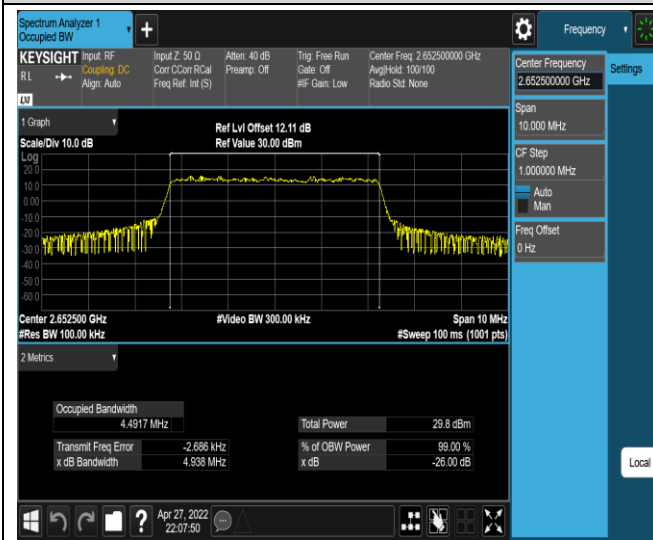 Spectrum Analyzer 1
Occupied BW
+
Frequency
KEYSIGHT
RL
LXI
Input: RF
Coupling: DC
Align: Auto
Input Z: 50 Ω
Corr CCorr RCal
Freq Ref: Int (S)
Atten: 40 dB
Preamp: Off
Trig: Free Run
Gate: Off
#IF Gain: Low
Center Freq: 2.652500000 GHz
Avg|Hold: 100/100
Radio Std: None
Center Frequency
2.652500000 GHz
Settings
Span
10.000 MHz
CF Step
1.000000 MHz
Auto
Man
Freq Offset
0 Hz
1 Graph
Scale/Div 10.0 dB
Ref Lvl Offset 12.11 dB
Ref Value 30.00 dBm
Log
20.0
10.0
0.00
-10.0
-20.0
-30.0
-40.0
-50.0
-60.0
Center 2.652500 GHz
#Video BW 300.00 kHz
Span 10 MHz
#Res BW 100.00 kHz
#Sweep 100 ms (1001 pts)
2 Metrics
Occupied Bandwidth
4.4917 MHz
Total Power 29.8 dBm
Transmit Freq Error -2.686 kHz
% of OBW Power 99.00 %
x dB Bandwidth 4.938 MHz
x dB -26.00 dB
Local
?
Apr 27, 2022
22:07:50